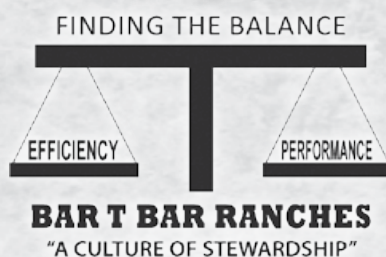 FINDING THE BALANCE
EFFICIENCY PERFORMANCE
BAR T BAR RANCHES
“A CULTURE OF STEWARDSHIP”